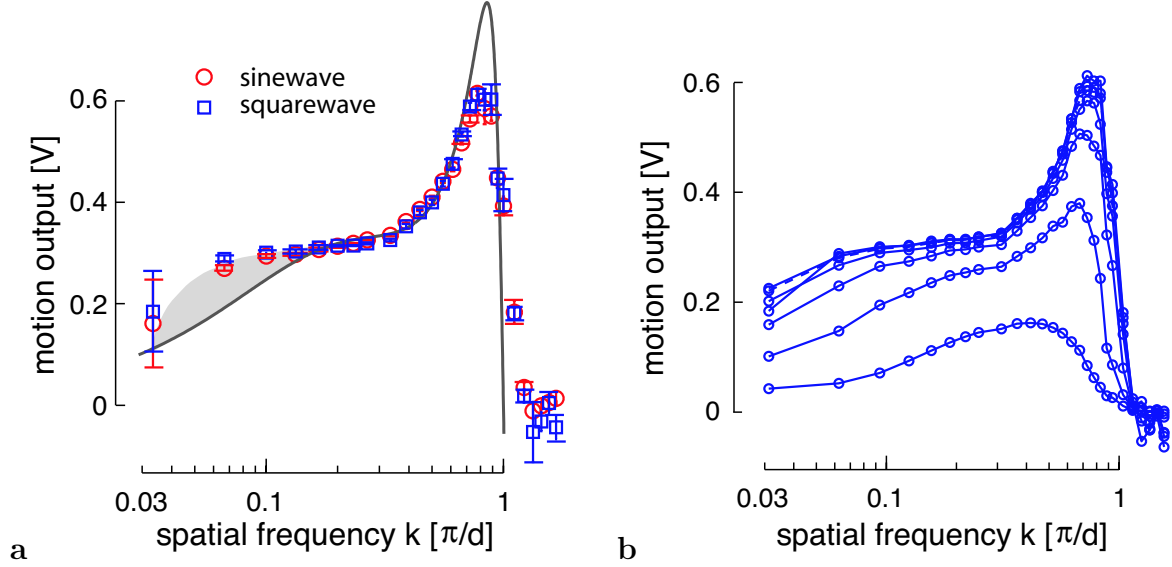 sinewave
squarewave
motion output [V]
0.6
0.4
0.2
0
0.03
0.1
1
spatial frequency k [π/d]
a
motion output [V]
0.6
0.4
0.2
0
0.03
0.1
1
spatial frequency k [π/d]
b